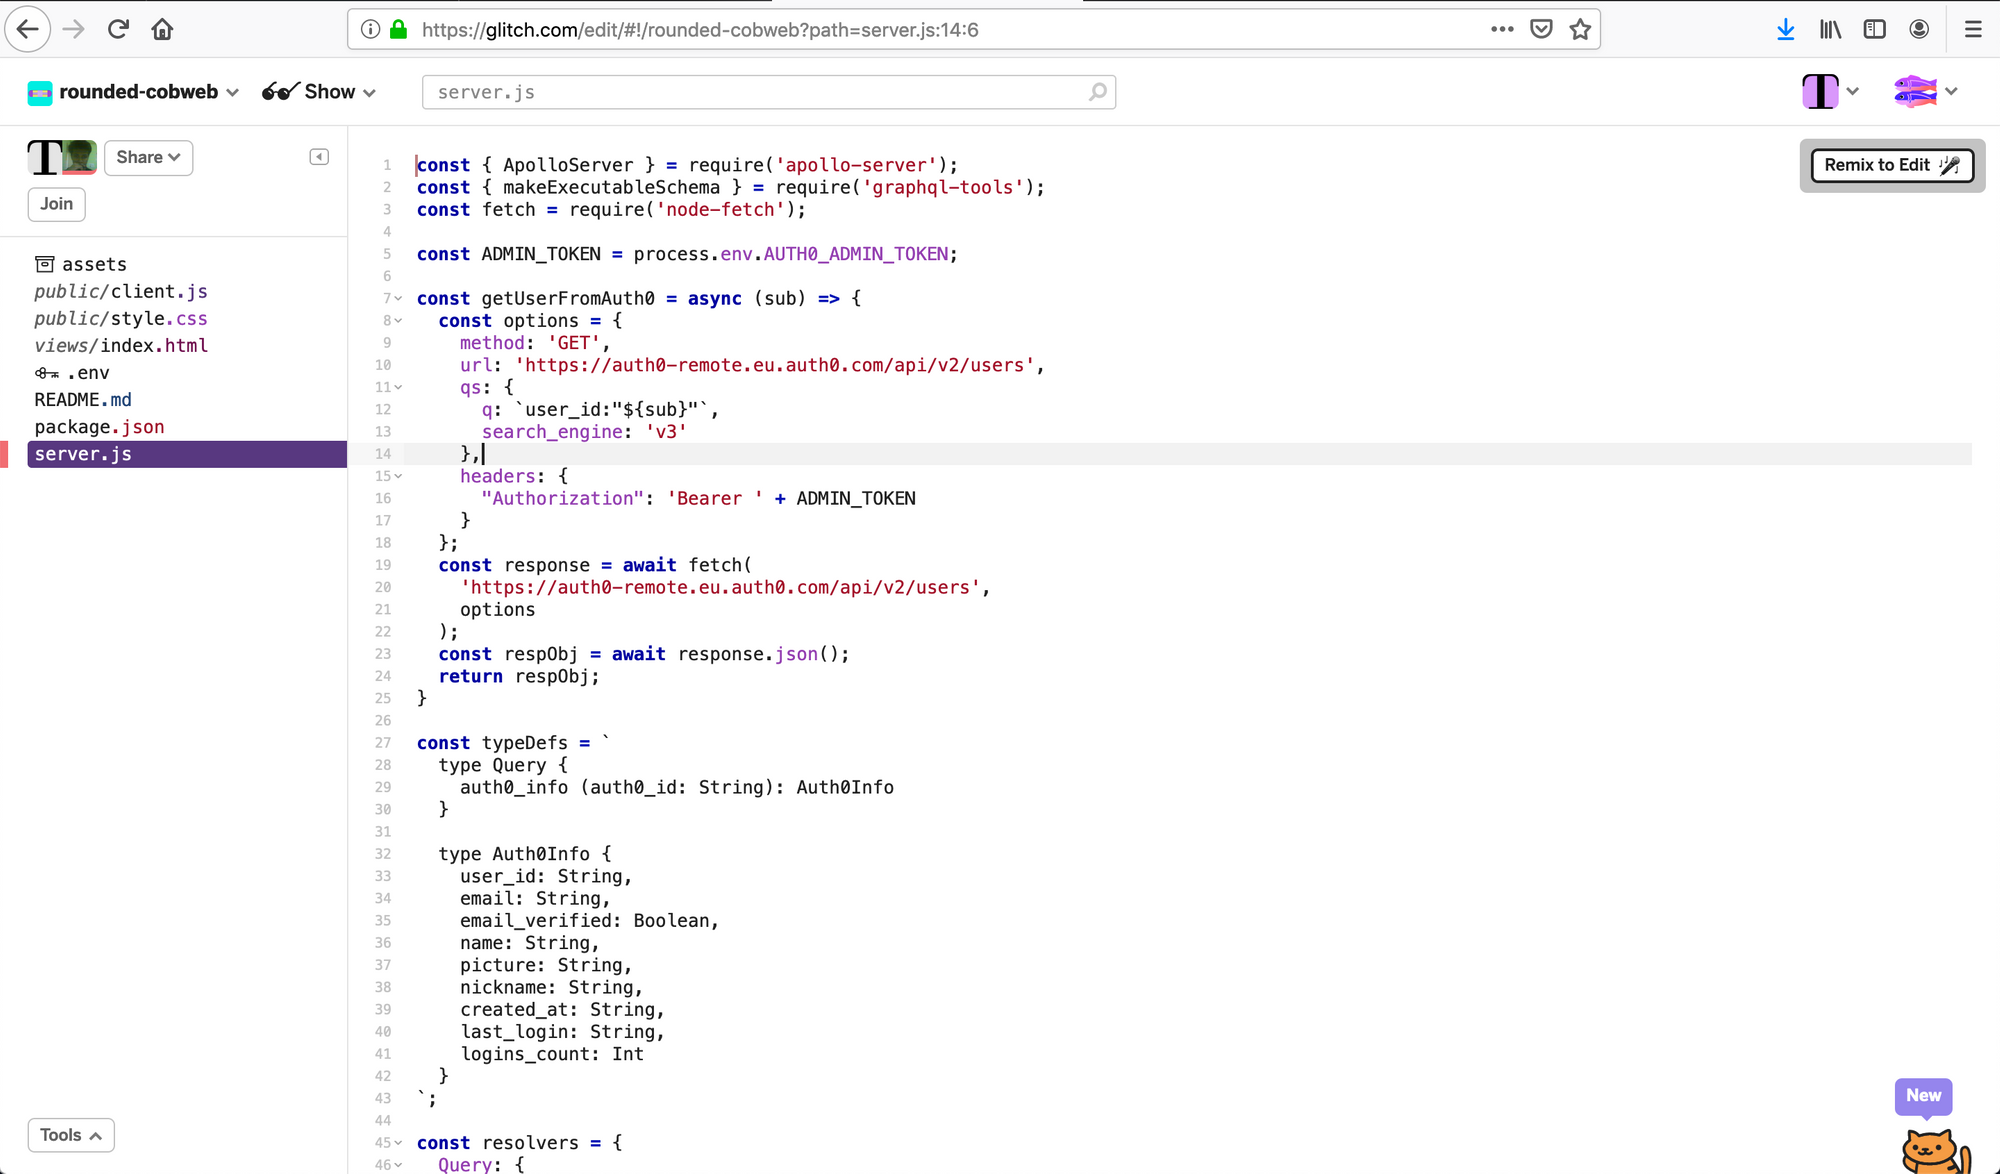 https://glitch.com/edit/#!/rounded-cobweb?path=server.js:14:6
rounded-cobweb
Show
server.js
T
T
Share
Join
Remix to Edit
assets
public/client.js
public/style.css
views/index.html
.env
README.md
package.json
server.js
Tools
1 const { ApolloServer } = require('apollo-server');
2 const { makeExecutableSchema } = require('graphql-tools');
3 const fetch = require('node-fetch');
4
5 const ADMIN_TOKEN = process.env.AUTH0_ADMIN_TOKEN;
6
7 const getUserFromAuth0 = async (sub) => {
8   const options = {
9     method: 'GET',
10     url: 'https://auth0-remote.eu.auth0.com/api/v2/users',
11     qs: {
12       q: `user_id:"${sub}"`,
13       search_engine: 'v3'
14     },
15     headers: {
16       "Authorization": 'Bearer ' + ADMIN_TOKEN
17     }
18   };
19   const response = await fetch(
20     'https://auth0-remote.eu.auth0.com/api/v2/users',
21     options
22   );
23   const respObj = await response.json();
24   return respObj;
25 }
26
27 const typeDefs = `
28   type Query {
29     auth0_info (auth0_id: String): Auth0Info
30   }
31
32   type Auth0Info {
33     user_id: String,
34     email: String,
35     email_verified: Boolean,
36     name: String,
37     picture: String,
38     nickname: String,
39     created_at: String,
40     last_login: String,
41     logins_count: Int
42   }
43 `;
44
45 const resolvers = {
46   Query: {
New